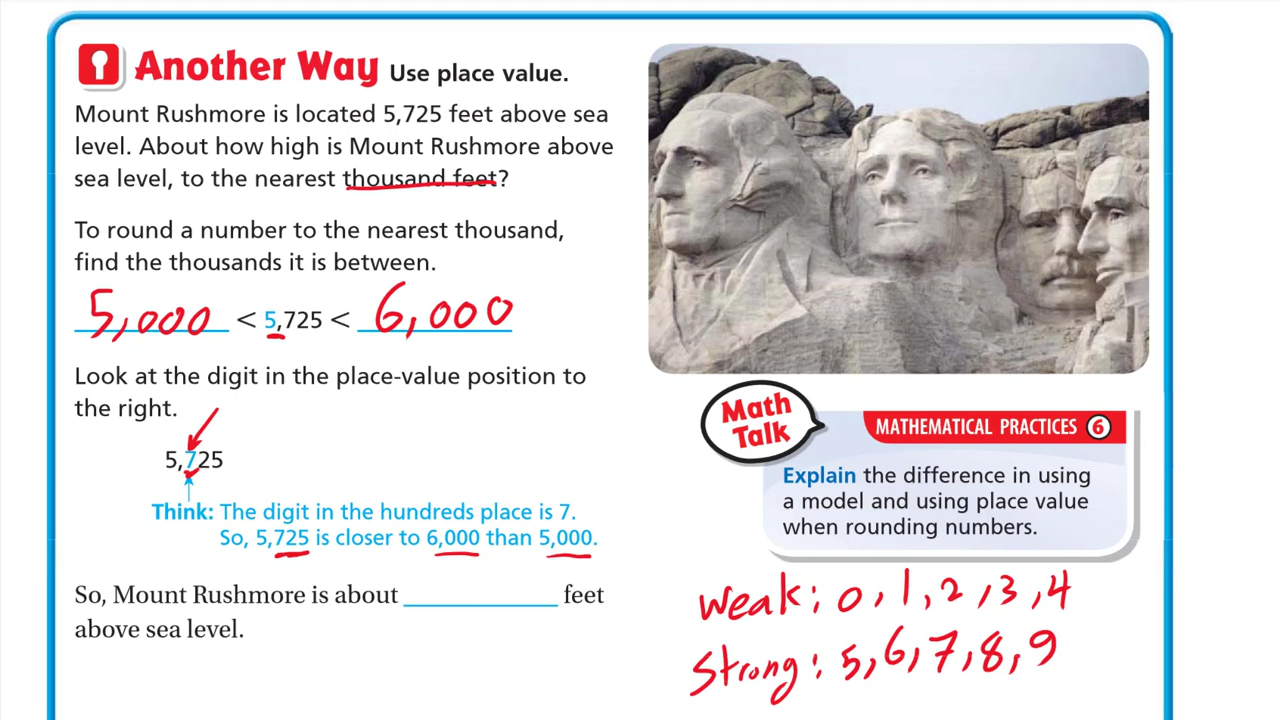 Another Way Use place value.
Mount Rushmore is located 5,725 feet above sea
level. About how high is Mount Rushmore above
sea level, to the nearest thousand feet?
To round a number to the nearest thousand,
find the thousands it is between.
5,000 < 5,725 < 6,000
Look at the digit in the place-value position to
the right.
5,725
Think: The digit in the hundreds place is 7.
So, 5,725 is closer to 6,000 than 5,000.
So, Mount Rushmore is about ____________ feet
above sea level.
Math
Talk
MATHEMATICAL PRACTICES 6
Explain the difference in using
a model and using place value
when rounding numbers.
Weak: 0, 1, 2, 3, 4
Strong: 5, 6, 7, 8, 9